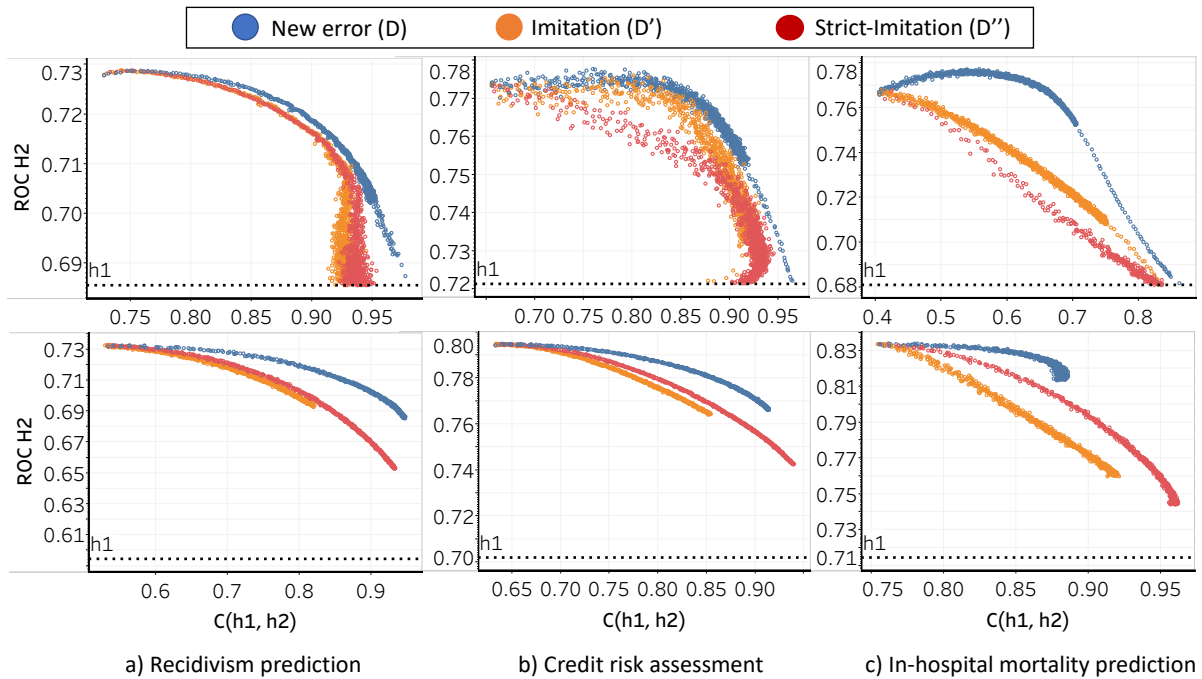 New error (D) Imitation (D') Strict-Imitation (D'')
ROC H2
0.73
0.72
0.71
0.70
0.69
h1
0.75 0.80 0.85 0.90 0.95
0.78
0.77
0.76
0.75
0.74
0.73
0.72
0.70 0.75 0.80 0.85 0.90 0.95
0.78
0.76
0.74
0.72
0.70
0.68
h1
0.4 0.5 0.6 0.7 0.8
ROC H2
0.73
0.71
0.69
0.67
0.65
0.63
0.61
h1
0.6 0.7 0.8 0.9
C(h1, h2)
0.80
0.78
0.76
0.74
0.72
0.70
h1
0.65 0.70 0.75 0.80 0.85 0.90
C(h1, h2)
0.83
0.81
0.79
0.77
0.75
0.73
0.71
h1
0.75 0.80 0.85 0.90 0.95
C(h1, h2)
a) Recidivism prediction
b) Credit risk assessment
c) In-hospital mortality prediction